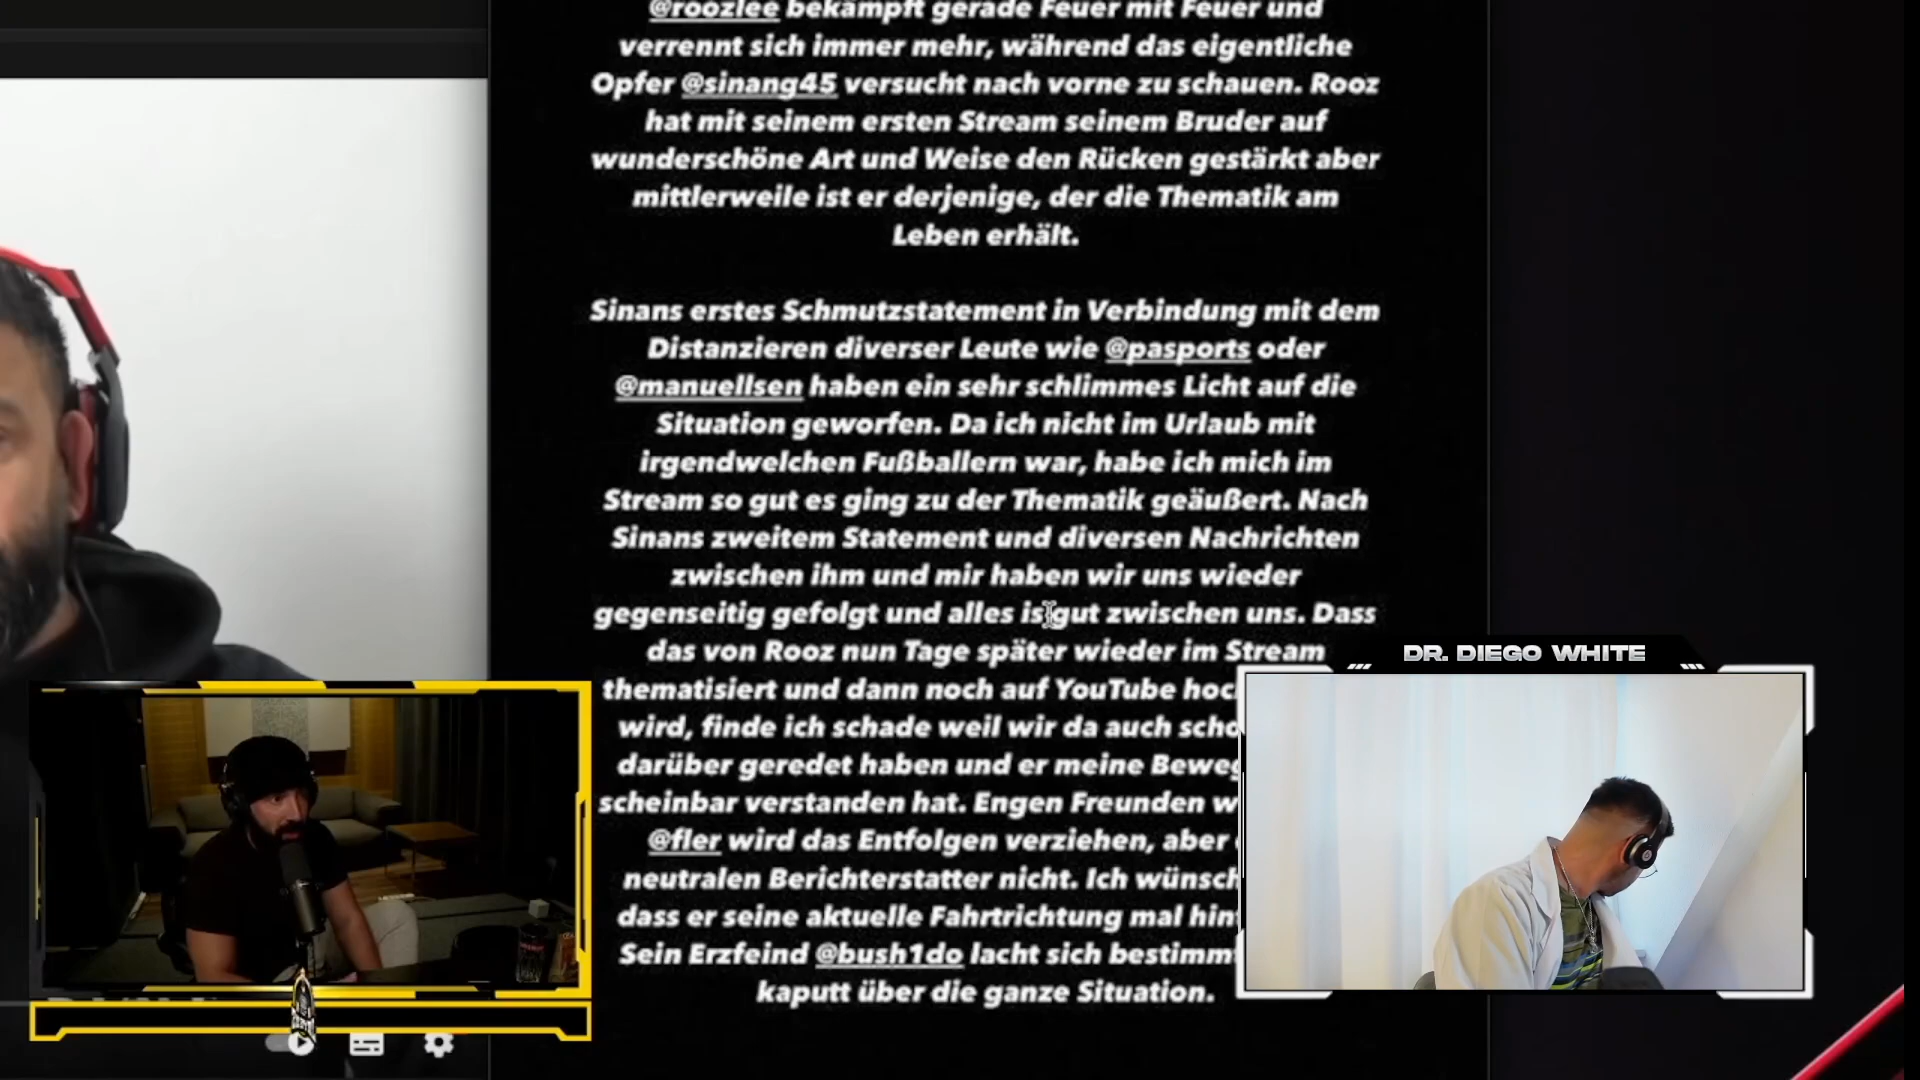 @roozlee bekämpft gerade Feuer mit Feuer und
verrennt sich immer mehr, während das eigentliche
Opfer @sinang45 versucht nach vorne zu schauen. Rooz
hat mit seinem ersten Stream seinem Bruder auf
wunderschöne Art und Weise den Rücken gestärkt aber
mittlerweile ist er derjenige, der die Thematik am
Leben erhält.
Sinans erstes Schmutzstatement in Verbindung mit dem
Distanzieren diverser Leute wie @pasports oder
@manuellsen haben ein sehr schlimmes Licht auf die
Situation geworfen. Da ich nicht im Urlaub mit
irgendwelchen Fußballern war, habe ich mich im
Stream so gut es ging zu der Thematik geäußert. Nach
Sinans zweitem Statement und diversen Nachrichten
zwischen ihm und mir haben wir uns wieder
gegenseitig gefolgt und alles is gut zwischen uns. Dass
das von Rooz nun Tage später wieder im Stream
thematisiert und dann noch auf YouTube hoc
wird, finde ich schade weil wir da auch scho
darüber geredet haben und er meine Beweg
scheinbar verstanden hat. Engen Freunden w
@fler wird das Entfolgen verziehen, aber
neutralen Berichterstatter nicht. Ich wünsch
dass er seine aktuelle Fahrtrichtung mal hint
Sein Erzfeind @bush1do lacht sich bestimmt
kaputt über die ganze Situation.
DR. DIEGO WHITE